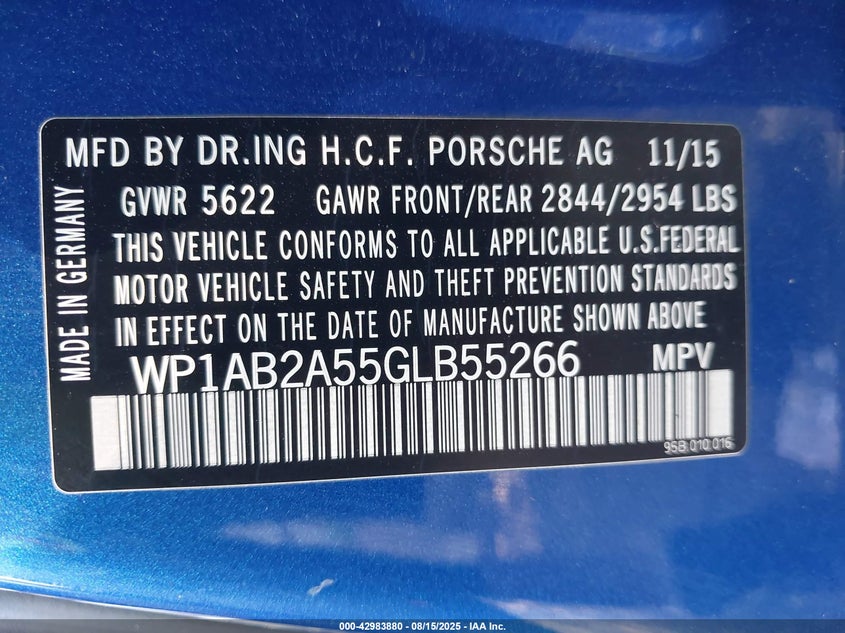 MFD BY DR.ING H.C.F. PORSCHE AG 11/15
GVWR 5622 GAWR FRONT/REAR 2844/2954 LBS
THIS VEHICLE CONFORMS TO ALL APPLICABLE U.S.FEDERAL
MOTOR VEHICLE SAFETY AND THEFT PREVENTION STANDARDS
IN EFFECT ON THE DATE OF MANUFACTURE SHOWN ABOVE
WP1AB2A55GLB55266 MPV
95B 010 016
MADE IN GERMANY
000-42983880 - 08/15/2025 - IAA Inc.